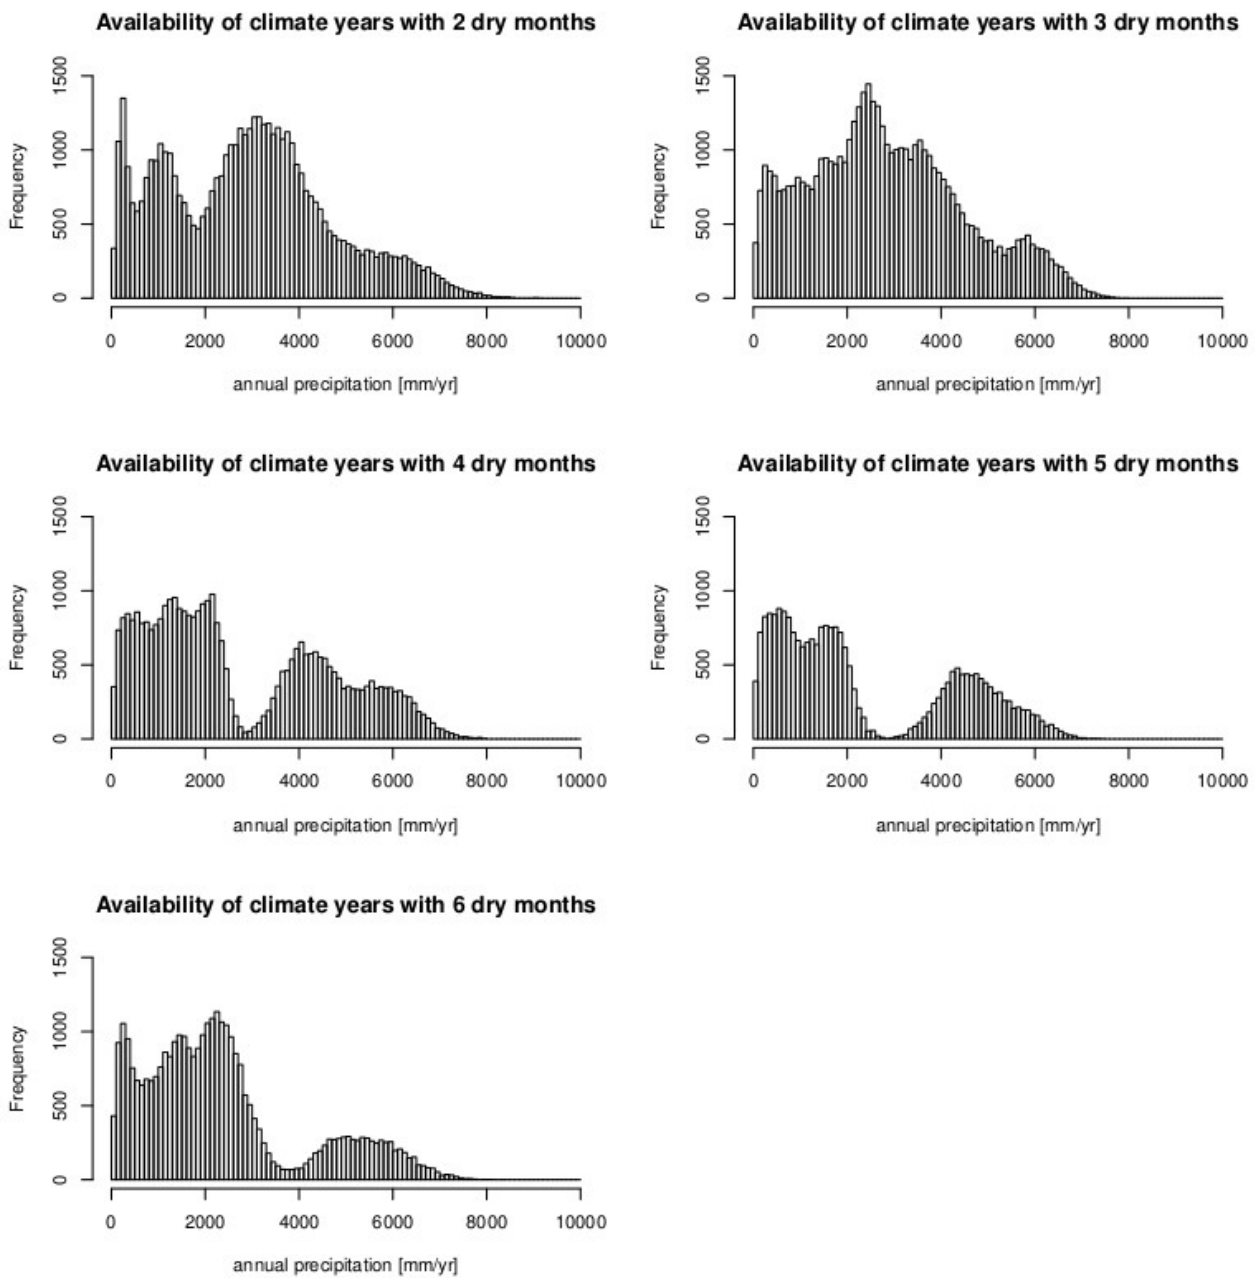 Availability of climate years with 2 dry months
1500
1000
500
0
Frequency
0 2000 4000 6000 8000 10000
annual precipitation [mm/yr]
Availability of climate years with 3 dry months
1500
1000
500
0
Frequency
0 2000 4000 6000 8000 10000
annual precipitation [mm/yr]
Availability of climate years with 4 dry months
1500
1000
500
0
Frequency
0 2000 4000 6000 8000 10000
annual precipitation [mm/yr]
Availability of climate years with 5 dry months
1500
1000
500
0
Frequency
0 2000 4000 6000 8000 10000
annual precipitation [mm/yr]
Availability of climate years with 6 dry months
1500
1000
500
0
Frequency
0 2000 4000 6000 8000 10000
annual precipitation [mm/yr]